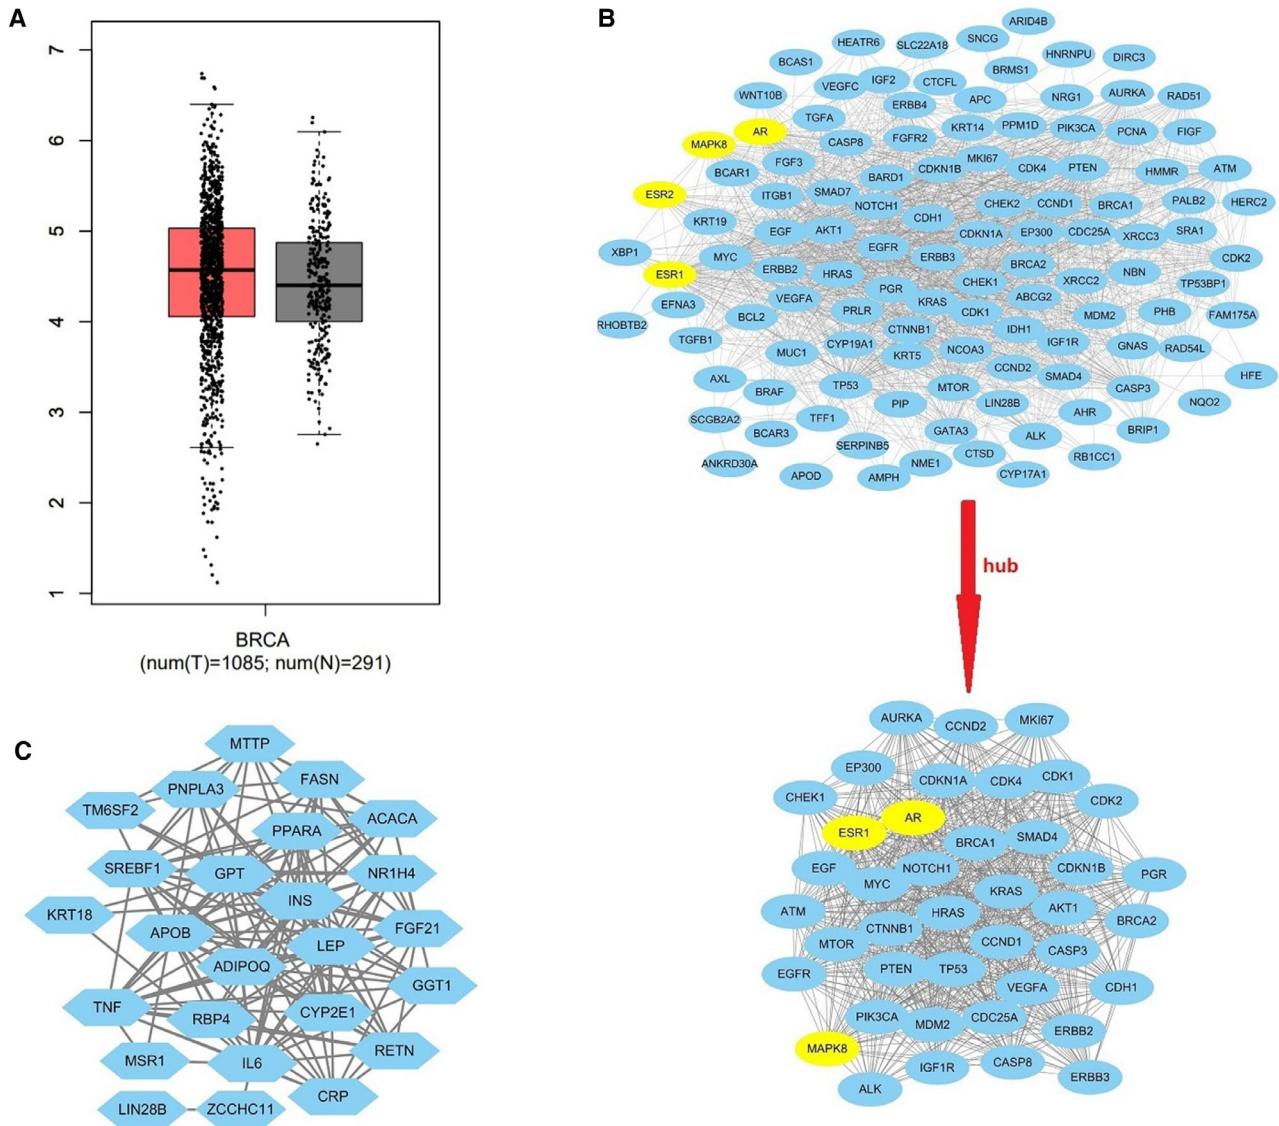 A
7
6
5
4
3
2
1
BRCA
(num(T)=1085; num(N)=291)
B
ARID4B
HEATR6 SLC22A18 SNCG
BCAS1 BRMS1 HNRNPU DIRC3
WNT10B VEGFC IGF2 CTCFL
TGFA ERBB4 APC NRG1 AURKA RAD51
MAPK8 AR CASP8 FGFR2 KRT14 PPM1D PIK3CA PCNA FIGF
BCAR1 FGF3 BARD1 CDKN1B MKI67 CDK4 PTEN HMMR ATM
ESR2 ITGB1 SMAD7 NOTCH1 CDH1 CHEK2 CCND1 BRCA1 PALB2 HERC2
KRT19 EGF AKT1 EGFR CDKN1A EP300 CDC25A XRCC3 SRA1
XBP1 MYC ERBB3 BRCA2 CDK2
ESR1 ERBB2 HRAS PGR CHEK1 XRCC2 NBN TP53BP1
EFNA3 VEGFA KRAS ABCG2
RHOBTB2 BCL2 PRLR CDK1 MDM2 PHB FAM175A
TGFB1 MUC1 CYP19A1 CTNNB1 IDH1 IGF1R GNAS RAD54L
KRT5 NCOA3
AXL BRAF TP53 MTOR CCND2 SMAD4 CASP3 HFE
SCGB2A2 TFF1 PIP LIN28B AHR NQO2
BCAR3 SERPINB5 GATA3 ALK BRIP1
ANKRD30A APOD AMPH NME1 CTSD CYP17A1 RB1CC1
hub
AURKA CCND2 MKI67
EP300 CDKN1A CDK4 CDK1
CHEK1 CDK2
ESR1 AR BRCA1 SMAD4
EGF MYC NOTCH1 KRAS CDKN1B PGR
ATM HRAS AKT1 BRCA2
MTOR CTNNB1 CCND1 CASP3
EGFR PTEN TP53 VEGFA CDH1
PIK3CA MDM2 CDC25A ERBB2
MAPK8 IGF1R CASP8 ERBB3
ALK
C
MTTP
PNPLA3 FASN
TM6SF2 PPARA ACACA
SREBF1 GPT NR1H4
KRT18 INS
APOB LEP FGF21
ADIPOQ GGT1
TNF RBP4 CYP2E1
MSR1 IL6 RETN
LIN28B ZCCHC11 CRP